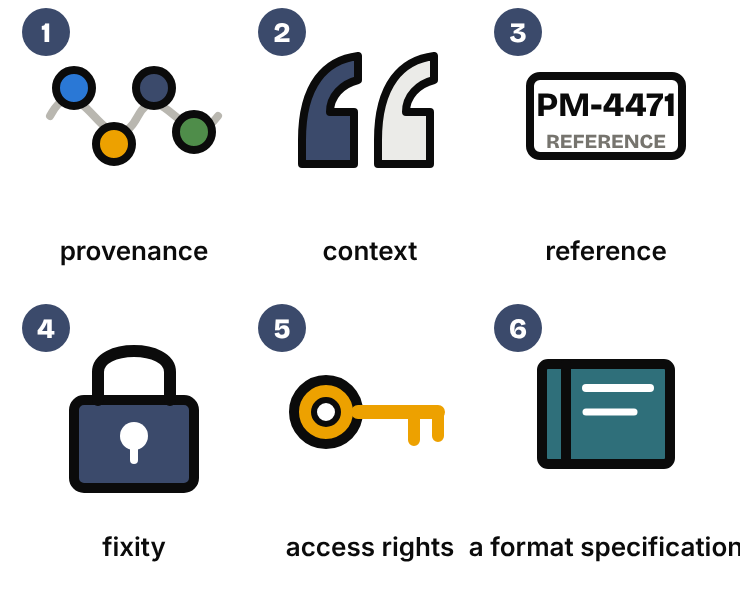 1
2
3
PM-4471
REFERENCE
provenance
context
reference
4
5
6
fixity
access rights
a format specification